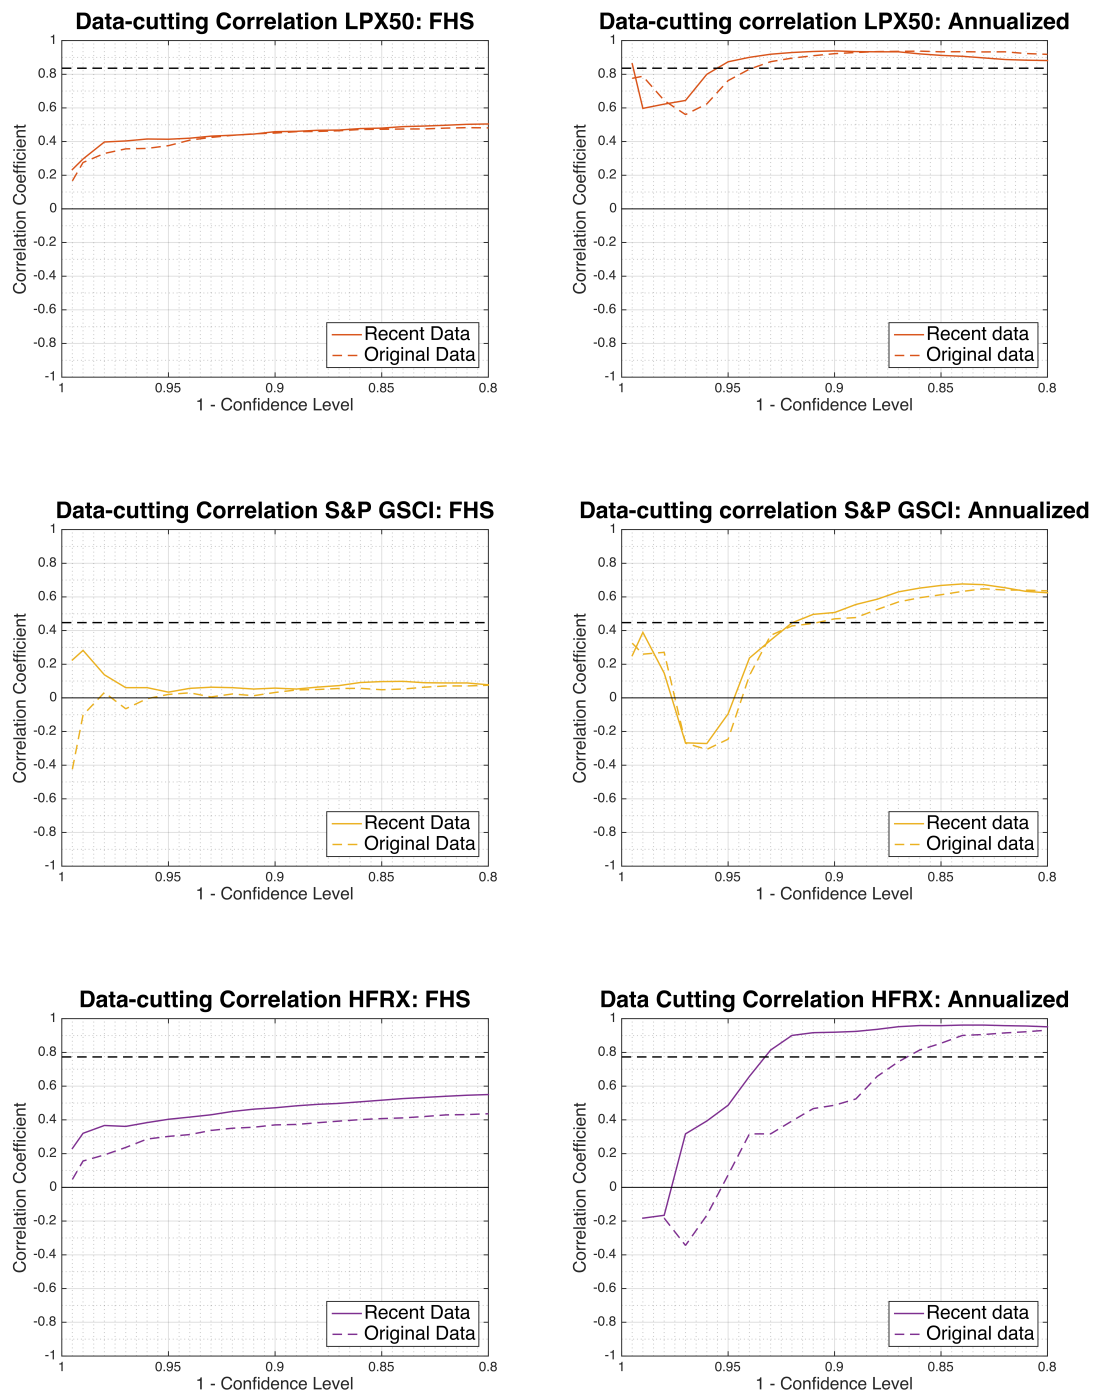 Data-cutting Correlation LPX50: FHS
1
0.8
0.6
0.4
0.2
0
-0.2
-0.4
-0.6
-0.8
-1
Correlation Coefficient
Recent Data
Original Data
1 0.95 0.9 0.85 0.8
1 - Confidence Level
Data-cutting correlation LPX50: Annualized
1
0.8
0.6
0.4
0.2
0
-0.2
-0.4
-0.6
-0.8
-1
Correlation Coefficient
Recent data
Original data
1 0.95 0.9 0.85 0.8
1 - Confidence Level
Data-cutting Correlation S&P GSCI: FHS
1
0.8
0.6
0.4
0.2
0
-0.2
-0.4
-0.6
-0.8
-1
Correlation Coefficient
Recent Data
Original Data
1 0.95 0.9 0.85 0.8
1 - Confidence Level
Data-cutting correlation S&P GSCI: Annualized
1
0.8
0.6
0.4
0.2
0
-0.2
-0.4
-0.6
-0.8
-1
Correlation Coefficient
Recent data
Original data
1 0.95 0.9 0.85 0.8
1 - Confidence Level
Data-cutting Correlation HFRX: FHS
1
0.8
0.6
0.4
0.2
0
-0.2
-0.4
-0.6
-0.8
-1
Correlation Coefficient
Recent Data
Original Data
1 0.95 0.9 0.85 0.8
1 - Confidence Level
Data Cutting Correlation HFRX: Annualized
1
0.8
0.6
0.4
0.2
0
-0.2
-0.4
-0.6
-0.8
-1
Correlation Coefficient
Recent data
Original data
1 0.95 0.9 0.85 0.8
1 - Confidence Level